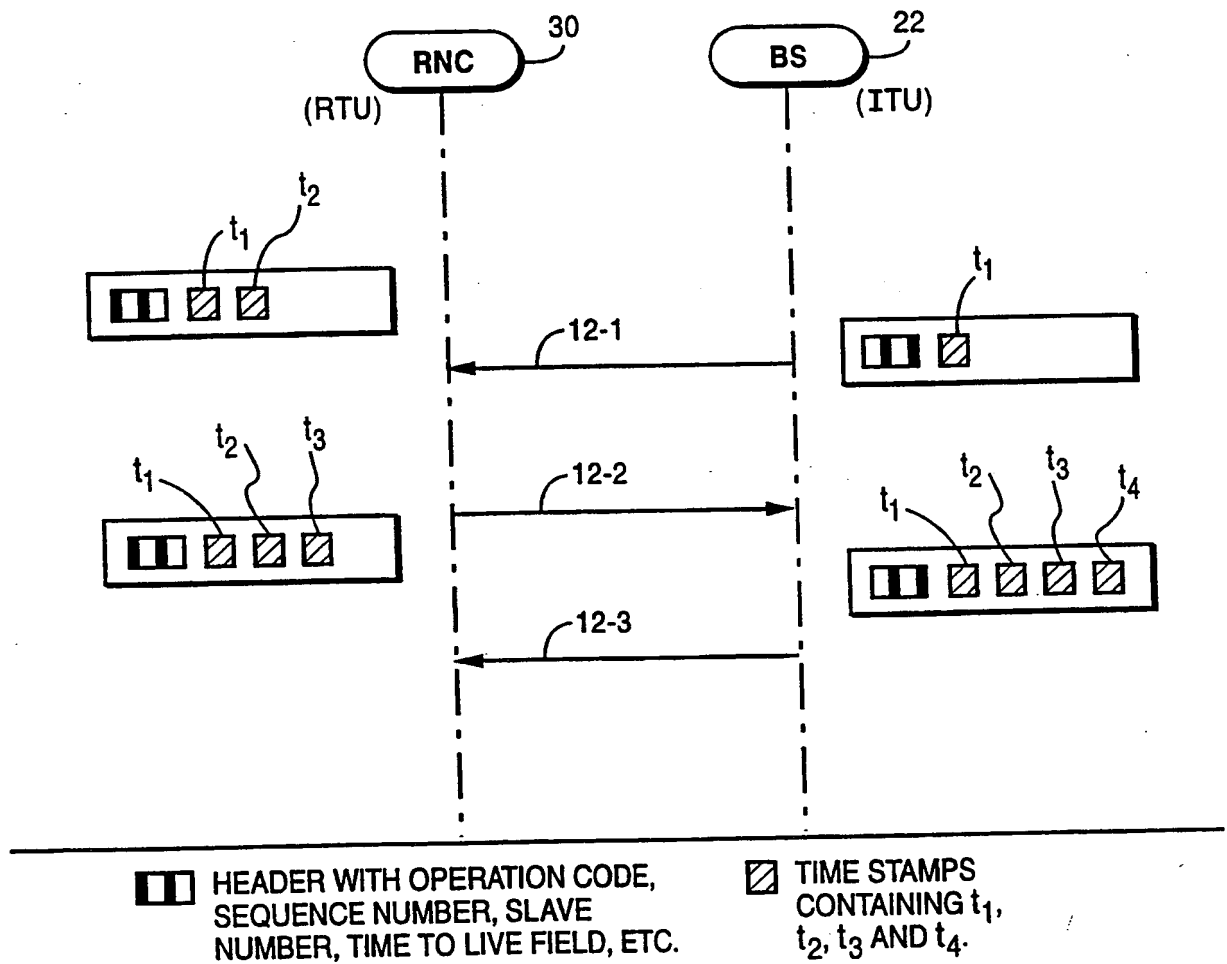 30
22
RNC
BS
(RTU)
(ITU)
t1
t2
t1
12-1
t1
t2
t3
12-2
t1
t2
t3
t4
12-3
HEADER WITH OPERATION CODE,
SEQUENCE NUMBER, SLAVE
NUMBER, TIME TO LIVE FIELD, ETC.
TIME STAMPS
CONTAINING t1,
t2, t3 AND t4.